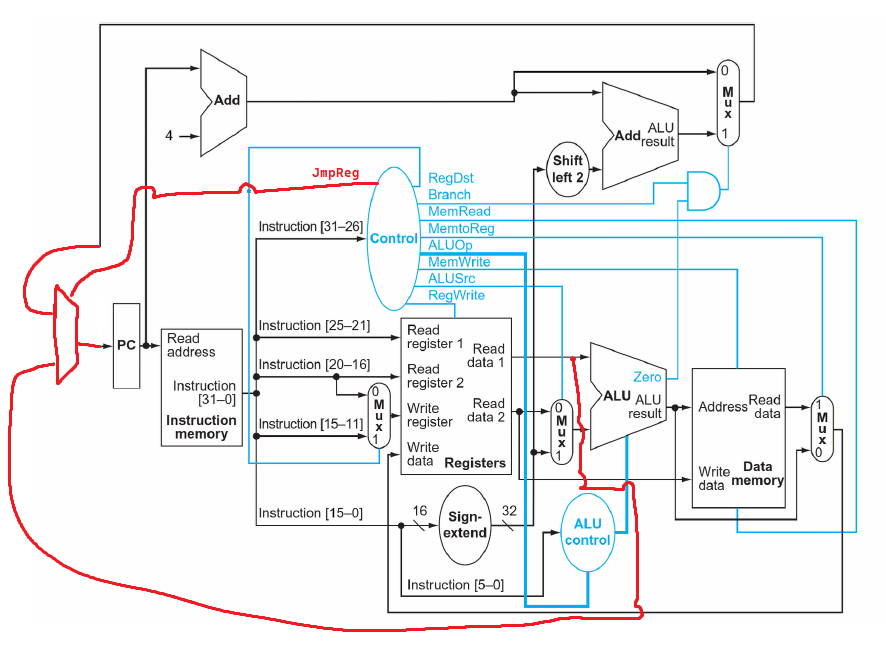 Add
4
Add ALU
result
0
M
u
x
1
Shift
left 2
JmpReg
RegDst
Branch
MemRead
MemtoReg
ALUOp
MemWrite
ALUSrc
RegWrite
Control
Instruction [31–26]
Instruction [25–21]
Instruction [20–16]
Instruction [15–11]
Instruction [15–0]
Instruction [5–0]
PC
Read
address
Instruction
[31–0]
Instruction
memory
0
M
u
x
1
Read
register 1
Read
register 2
Write
register
Write
data
Read
data 1
Read
data 2
Registers
16
Sign-
extend
32
0
M
u
x
1
Zero
ALU
ALU
result
ALU
control
Address
Read
data
Write
data
Data
memory
1
M
u
x
0